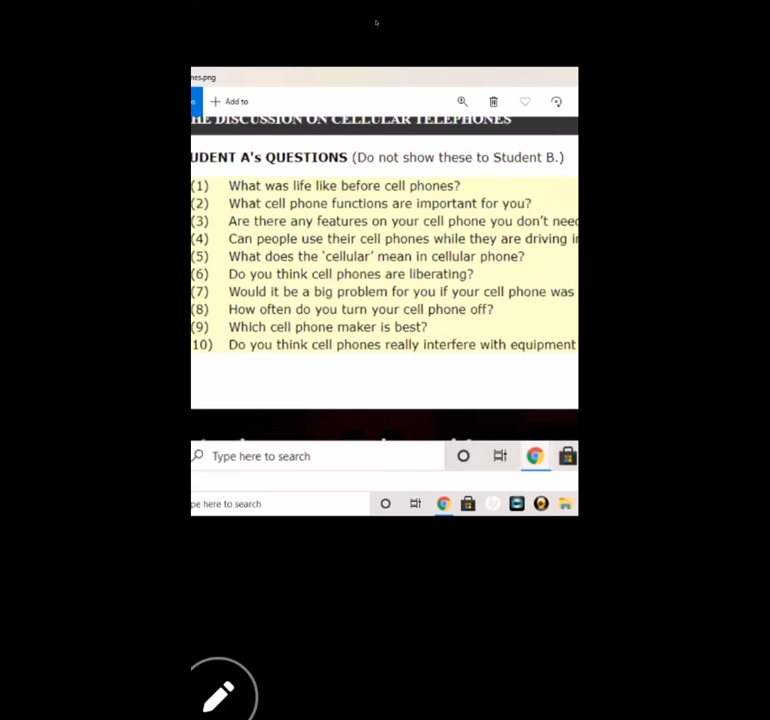 nes.png
Add to
HE DISCUSSION ON CELLULAR TELEPHONES
UDENT A's QUESTIONS (Do not show these to Student B.)
(1) What was life like before cell phones?
(2) What cell phone functions are important for you?
(3) Are there any features on your cell phone you don't need
(4) Can people use their cell phones while they are driving in
(5) What does the 'cellular' mean in cellular phone?
(6) Do you think cell phones are liberating?
(7) Would it be a big problem for you if your cell phone was
(8) How often do you turn your cell phone off?
(9) Which cell phone maker is best?
10) Do you think cell phones really interfere with equipment
Type here to search
pe here to search